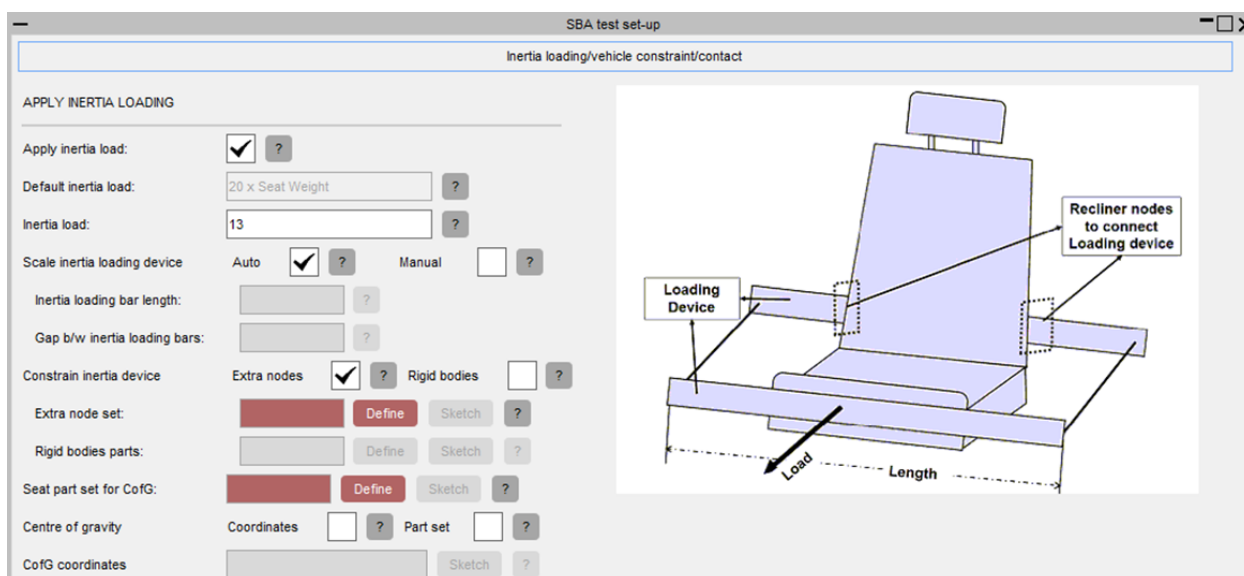 SBA test set-up
Inertia loading/vehicle constraint/contact
APPLY INERTIA LOADING
Apply inertia load: ?
Default inertia load: 20 x Seat Weight ?
Inertia load: 13 ?
Scale inertia loading device Auto ? Manual ?
Inertia loading bar length: ?
Gap b/w inertia loading bars: ?
Constrain inertia device Extra nodes ? Rigid bodies ?
Extra node set: Define Sketch ?
Rigid bodies parts: Define Sketch ?
Seat part set for CofG: Define Sketch ?
Centre of gravity Coordinates ? Part set ?
CofG coordinates Sketch ?
Recliner nodes
to connect
Loading device
Loading
Device
Load
Length